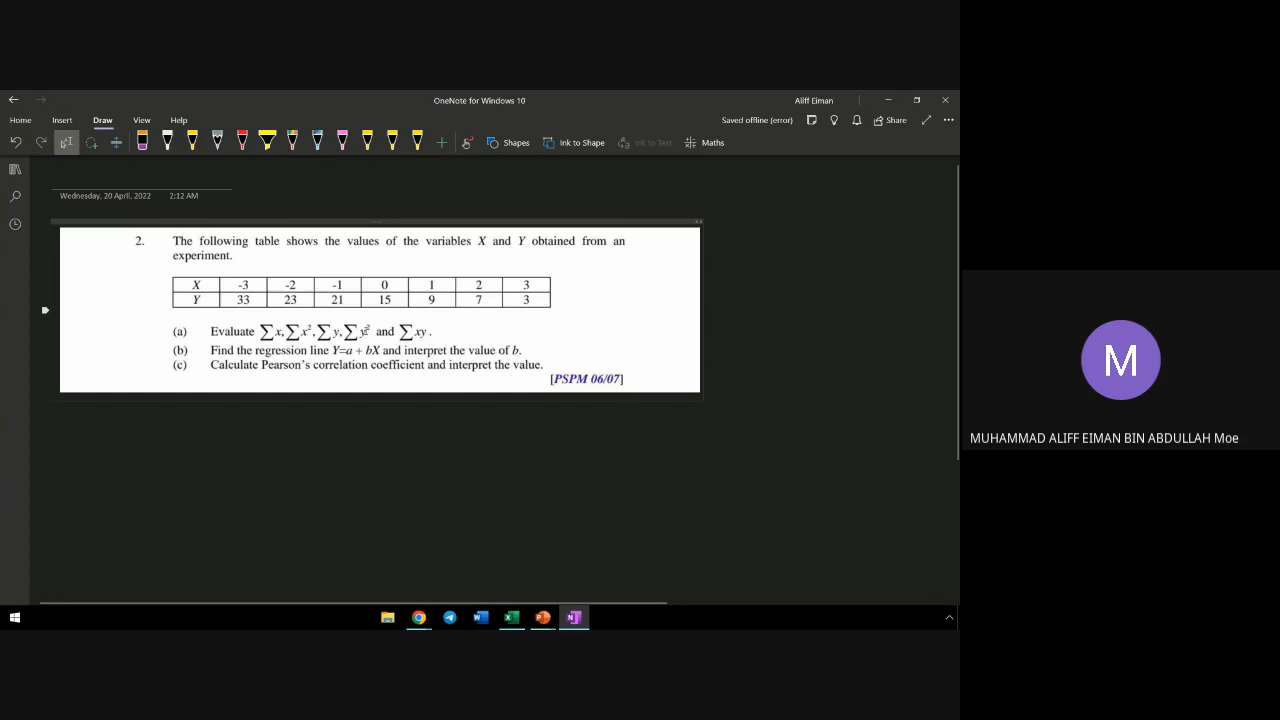 OneNote for Windows 10
Aliff Eiman
Home Insert Draw View Help
Saved offline (error)
Share
Shapes
Ink to Shape
Ink to Text
Maths
Wednesday, 20 April, 2022 2:12 AM
2. The following table shows the values of the variables X and Y obtained from an
experiment.
X -3 -2 -1 0 1 2 3
Y 33 23 21 15 9 7 3
(a) Evaluate ∑x, ∑x², ∑y, ∑y² and ∑xy.
(b) Find the regression line Y=a + bX and interpret the value of b.
(c) Calculate Pearson's correlation coefficient and interpret the value.
[PSPM 06/07]
M
MUHAMMAD ALIFF EIMAN BIN ABDULLAH Moe